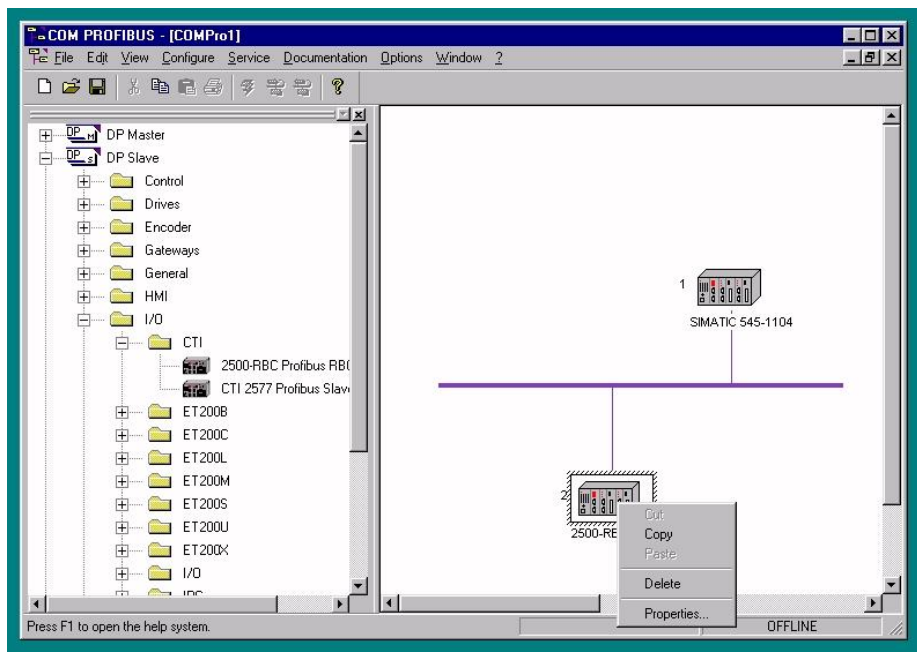 COM PROFIBUS - [COMPro1]
File Edit View Configure Service Documentation Options Window ?
DP Master
DP Slave
Control
Drives
Encoder
Gateways
General
HMI
I/O
CTI
2500-RBC Profibus RBC
CTI 2577 Profibus Slav
ET200B
ET200C
ET200L
ET200M
ET200S
ET200U
ET200X
I/O
1
SIMATIC 545-1104
2
2500-RE
Cut
Copy
Paste
Delete
Properties...
Press F1 to open the help system.
OFFLINE